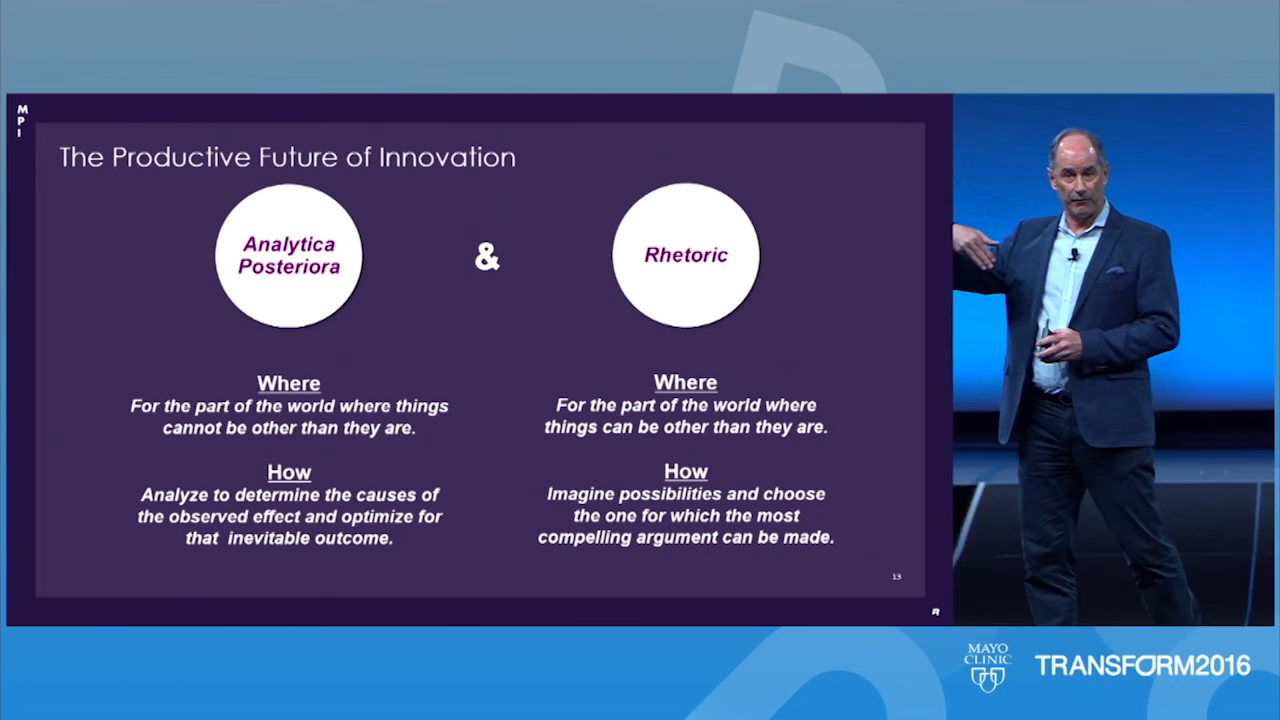 M
P
I
The Productive Future of Innovation
Analytica
Posteriora
&
Rhetoric
Where
For the part of the world where things
cannot be other than they are.
How
Analyze to determine the causes of
the observed effect and optimize for
that inevitable outcome.
Where
For the part of the world where
things can be other than they are.
How
Imagine possibilities and choose
the one for which the most
compelling argument can be made.
13
R
MAYO
CLINIC
TRANSFORM2016